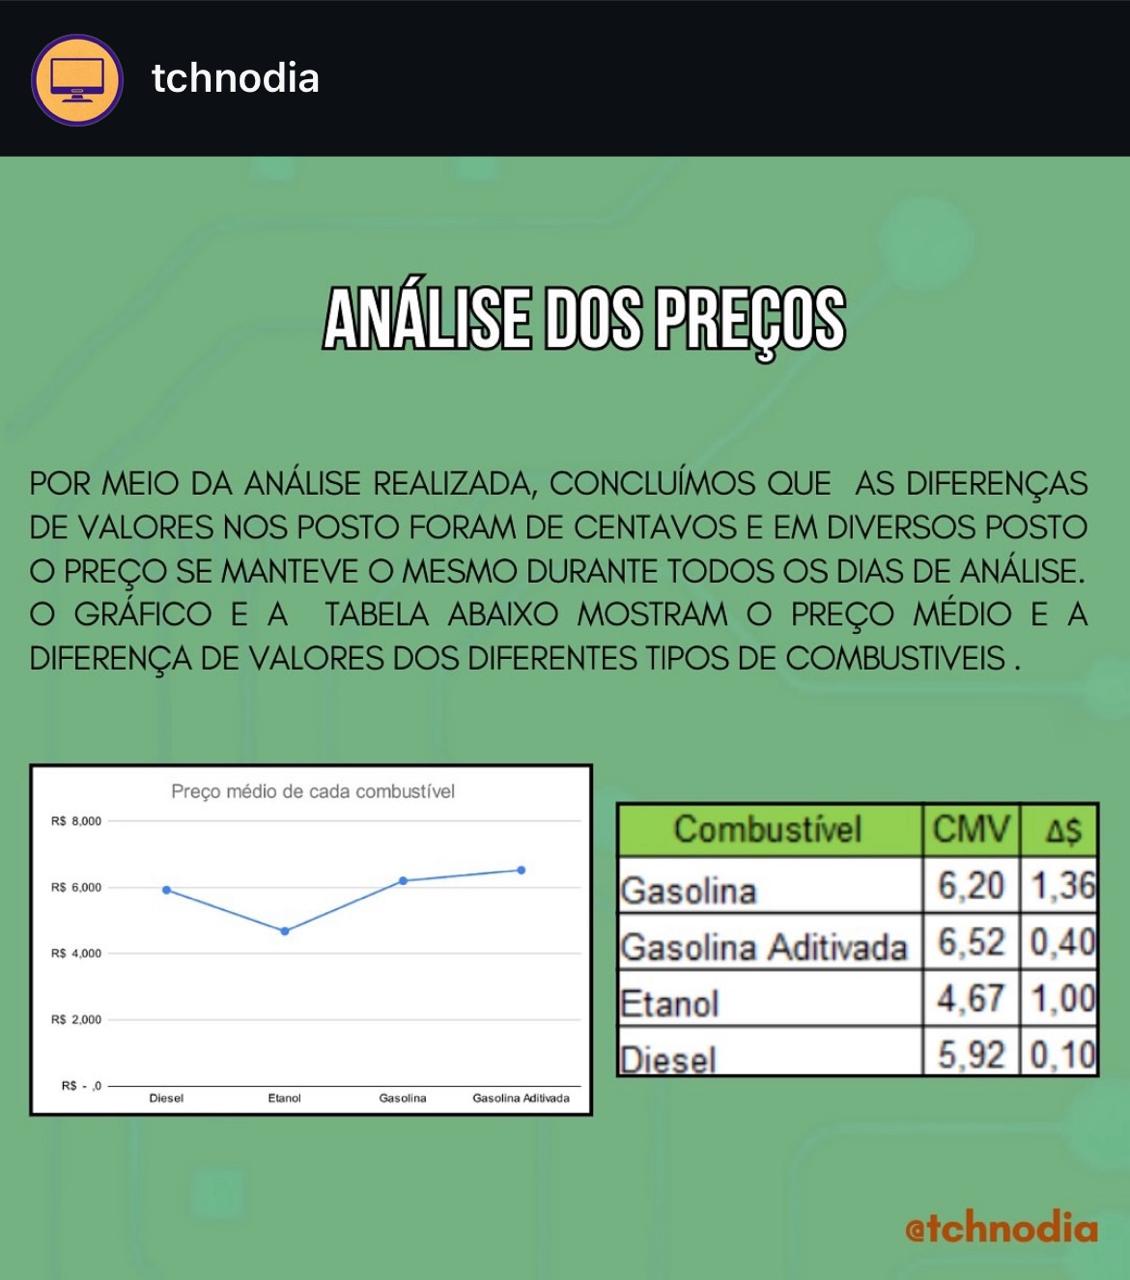 tchnodia
ANÁLISE DOS PREÇOS
POR MEIO DA ANÁLISE REALIZADA, CONCLUÍMOS QUE AS DIFERENÇAS
DE VALORES NOS POSTO FORAM DE CENTAVOS E EM DIVERSOS POSTO
O PREÇO SE MANTEVE O MESMO DURANTE TODOS OS DIAS DE ANÁLISE.
O GRÁFICO E A TABELA ABAIXO MOSTRAM O PREÇO MÉDIO E A
DIFERENÇA DE VALORES DOS DIFERENTES TIPOS DE COMBUSTIVEIS .
Preço médio de cada combustível
R$ 8,000
R$ 6,000
R$ 4,000
R$ 2,000
R$ - ,0
Diesel Etanol Gasolina Gasolina Aditivada
Combustível CMV Δ$
Gasolina 6,20 1,36
Gasolina Aditivada 6,52 0,40
Etanol 4,67 1,00
Diesel 5,92 0,10
@tchnodia